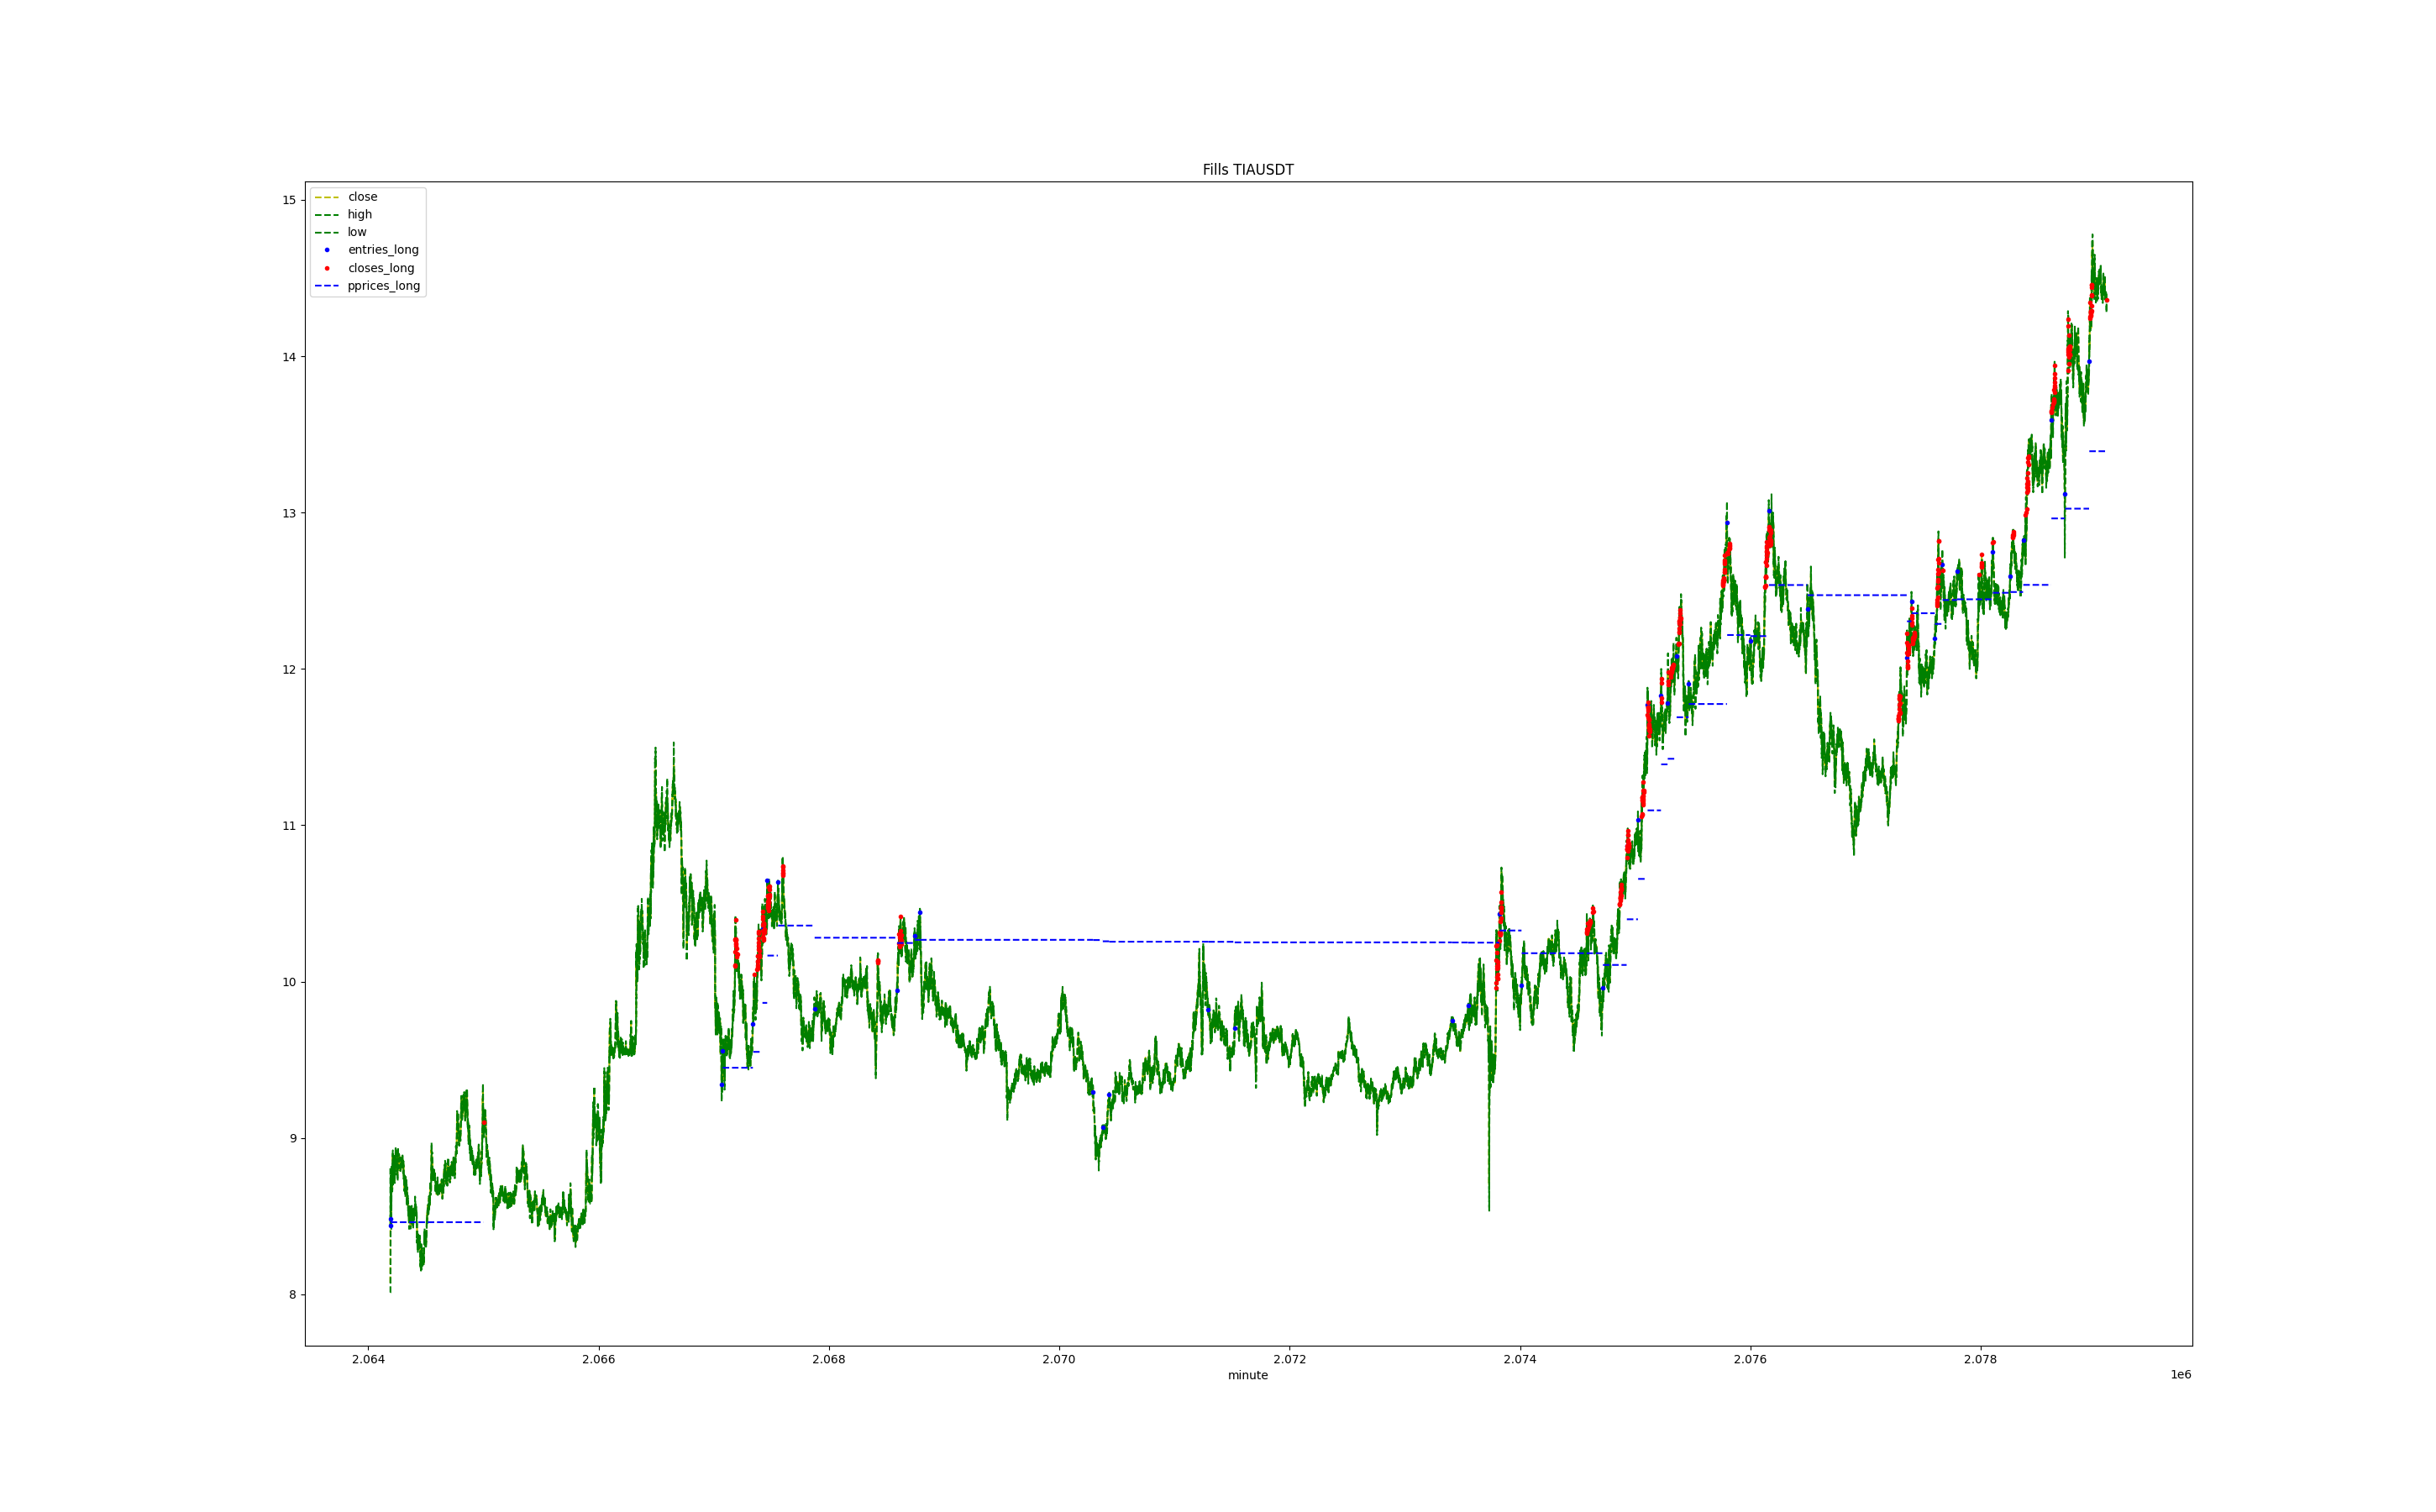 Fills TIAUSDT
close
high
low
entries_long
closes_long
pprices_long
15
14
13
12
11
10
9
8
2.064 2.066 2.068 2.070 2.072 2.074 2.076 2.078
minute 1e6